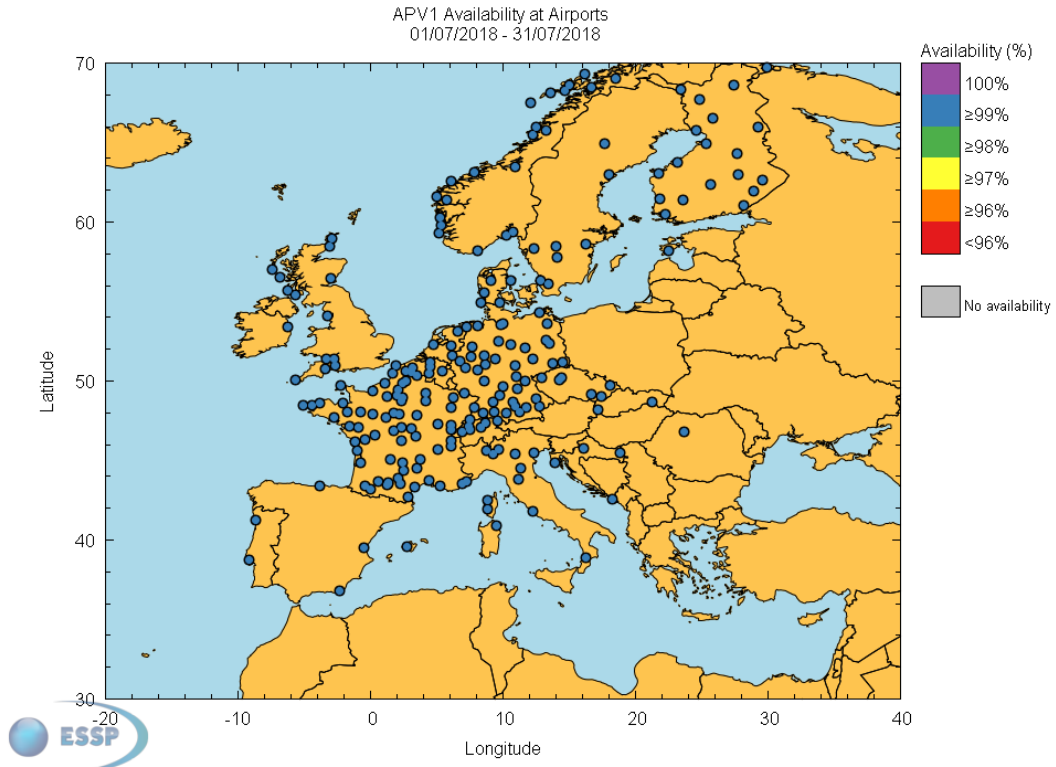 APV1 Availability at Airports
01/07/2018 - 31/07/2018
Availability (%)
100%
≥99%
≥98%
≥97%
≥96%
<96%
No availability
70
60
50
40
30
Latitude
-20
-10
0
10
20
30
40
Longitude
ESSP